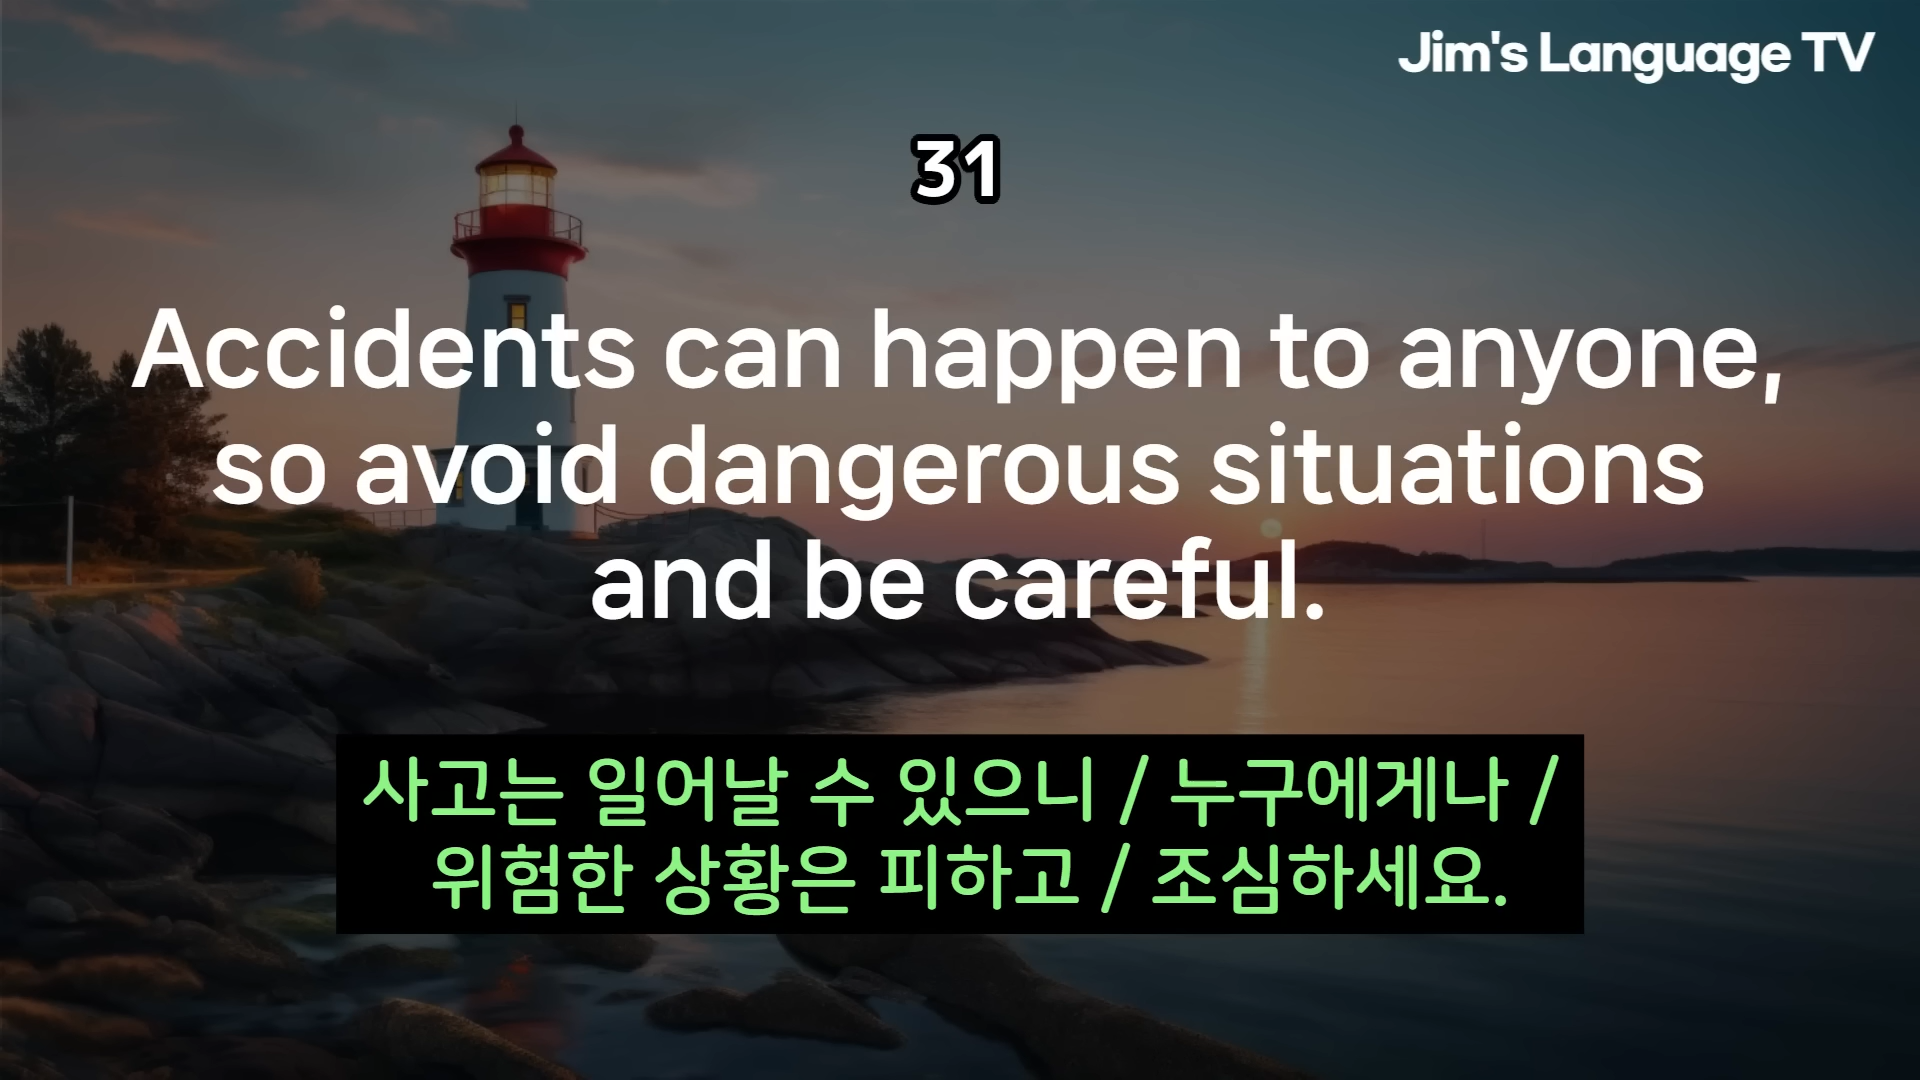 Jim's Language TV
31
Accidents can happen to anyone,
so avoid dangerous situations
and be careful.
사고는 일어날 수 있으니 / 누구에게나 /
위험한 상황은 피하고 / 조심하세요.